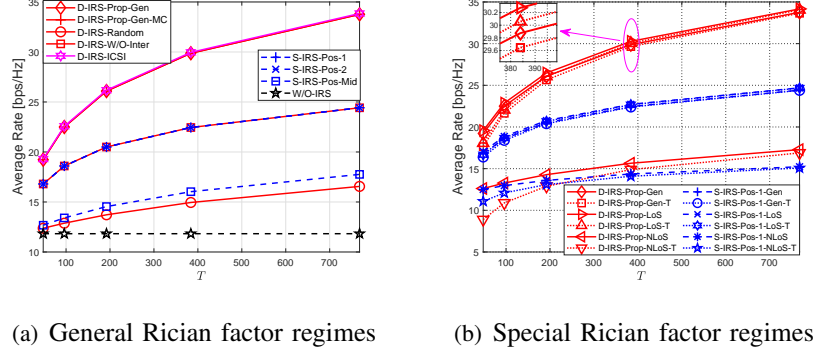 35
30
25
20
15
10
Average Rate [bps/Hz]
100 200 300 400 500 600 700
T
D-IRS-Prop-Gen
D-IRS-Prop-Gen-MC
D-IRS-Random
D-IRS-W/O-Inter
D-IRS-ICSI
S-IRS-Pos-1
S-IRS-Pos-2
S-IRS-Pos-Mid
W/O-IRS
(a) General Rician factor regimes
35
30
25
20
15
10
5
Average Rate [bps/Hz]
30.2
30
29.8
29.6
380 390
100 200 300 400 500 600 700
T
D-IRS-Prop-Gen
D-IRS-Prop-Gen-T
D-IRS-Prop-LoS
D-IRS-Prop-LoS-T
D-IRS-Prop-NLoS
D-IRS-Prop-NLoS-T
S-IRS-Pos-1-Gen
S-IRS-Pos-1-Gen-T
S-IRS-Pos-1-LoS
S-IRS-Pos-1-LoS-T
S-IRS-Pos-1-NLoS
S-IRS-Pos-1-NLoS-T
(b) Special Rician factor regimes